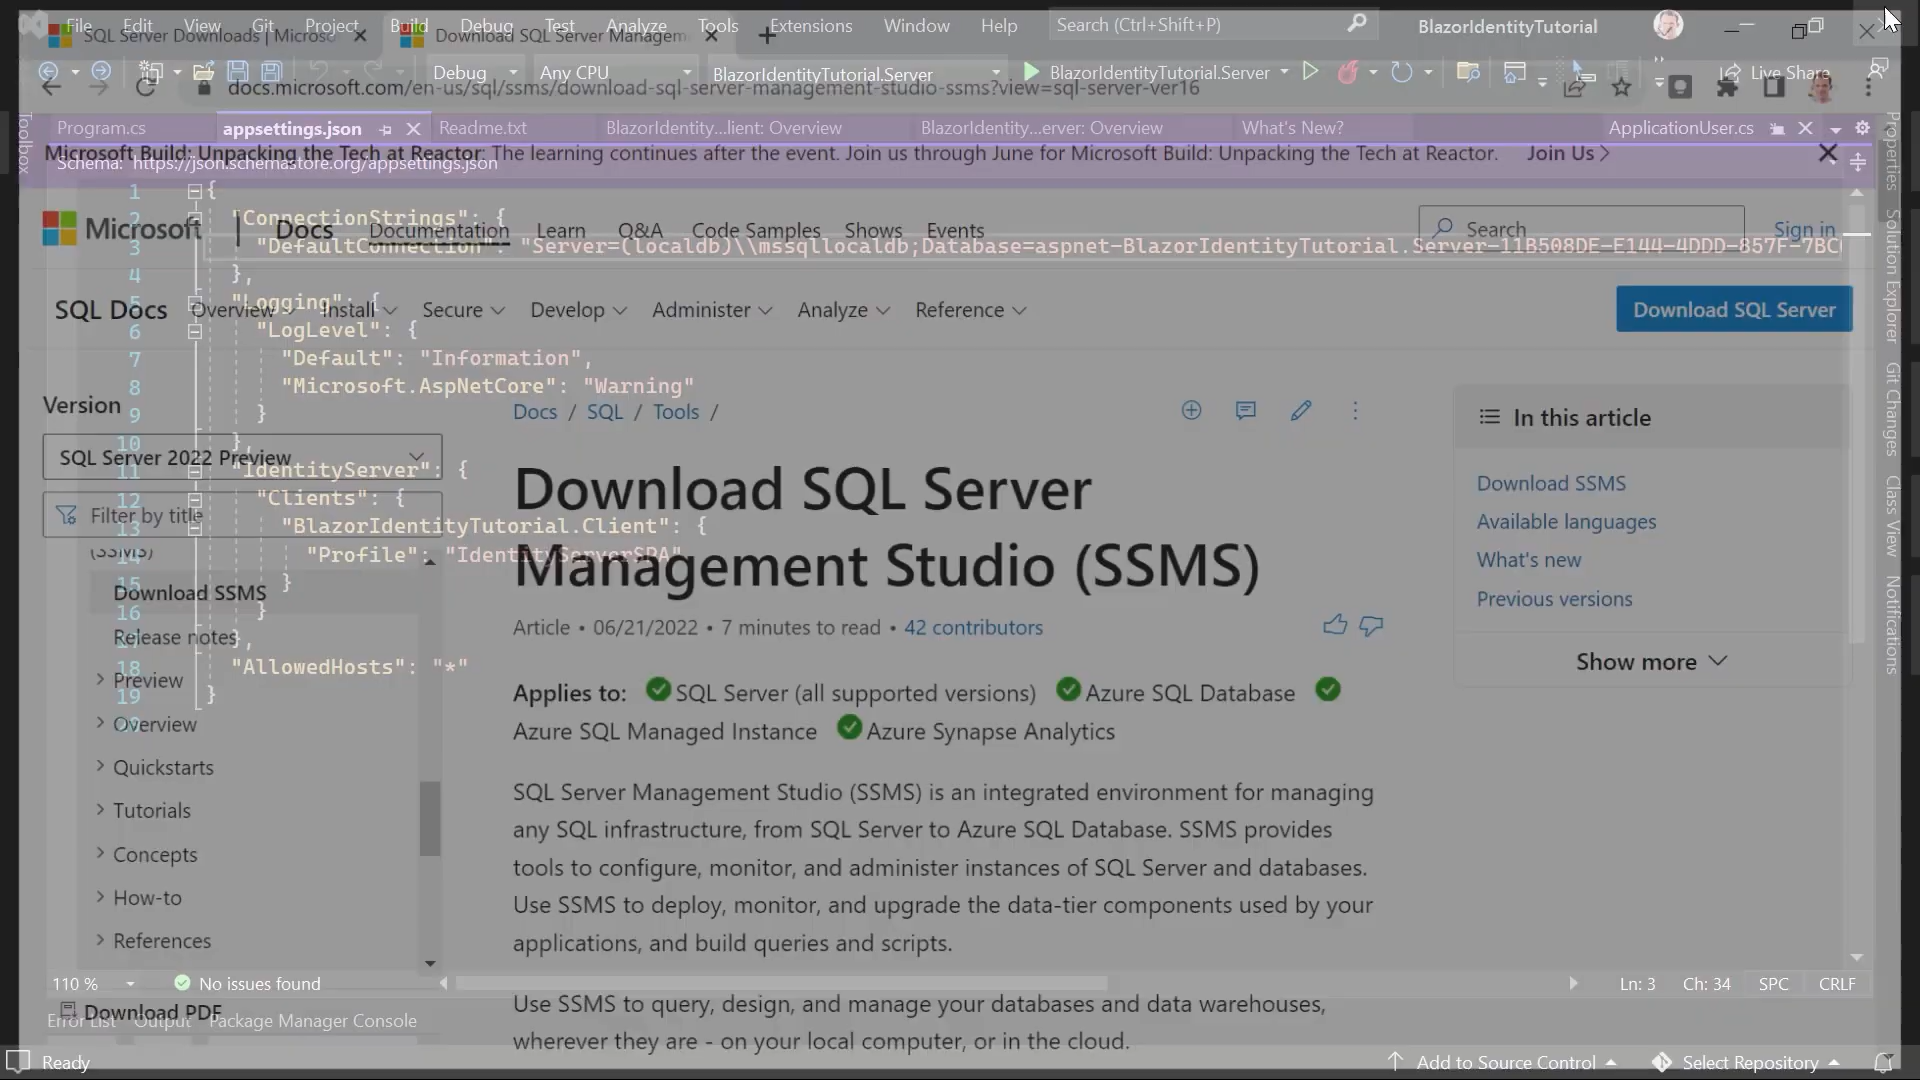 File Edit View Git Project Build Debug Test Analyze Tools Extensions Window Help Search (Ctrl+Shift+P) BlazorIdentityTutorial
SQL Server Downloads | Microso Download SQL Server Managem
Debug Any CPU BlazorIdentityTutorial.Server BlazorIdentityTutorial.Server Live Share
docs.microsoft.com/en-us/sql/ssms/download-sql-server-management-studio-ssms?view=sql-server-ver16
Program.cs appsettings.json Readme.txt BlazorIdentity...lient: Overview BlazorIdentity...erver: Overview What's New? ApplicationUser.cs
Toolbox
Microsoft Build: Unpacking the Tech at Reactor: The learning continues after the event. Join us through June for Microsoft Build: Unpacking the Tech at Reactor. Join Us
Schema: https://json.schemastore.org/appsettings.json
Microsoft Docs Documentation Learn Q&A Code Samples Shows Events Search Sign in
SQL Docs Overview Install Secure Develop Administer Analyze Reference Download SQL Server
1 {
2 "ConnectionStrings": {
3 "DefaultConnection": "Server=(localdb)\\mssqllocaldb;Database=aspnet-BlazorIdentityTutorial.Server-11B508DE-E144-4DDD-857F-7BC
4 },
5 "Logging": {
6 "LogLevel": {
7 "Default": "Information",
8 "Microsoft.AspNetCore": "Warning"
9 }
10 },
11 "IdentityServer": {
12 "Clients": {
13 "BlazorIdentityTutorial.Client": {
14 "Profile": "IdentityServerSPA"
15 }
16 }
17 },
18 "AllowedHosts": "*"
19 }
20
Version
SQL Server 2022 Preview
Filter by title
(SSMS)
Download SSMS
Release notes
Preview
Overview
Quickstarts
Tutorials
Concepts
How-to
References
Download PDF
Docs / SQL / Tools /
Download SQL Server
Management Studio (SSMS)
Article • 06/21/2022 • 7 minutes to read • 42 contributors
Applies to: SQL Server (all supported versions) Azure SQL Database
Azure SQL Managed Instance Azure Synapse Analytics
SQL Server Management Studio (SSMS) is an integrated environment for managing
any SQL infrastructure, from SQL Server to Azure SQL Database. SSMS provides
tools to configure, monitor, and administer instances of SQL Server and databases.
Use SSMS to deploy, monitor, and upgrade the data-tier components used by your
applications, and build queries and scripts.
Use SSMS to query, design, and manage your databases and data warehouses,
wherever they are - on your local computer, or in the cloud.
In this article
Download SSMS
Available languages
What's new
Previous versions
Show more
Properties
Solution Explorer
Git Changes
Class View
Notifications
110 % No issues found Ln: 3 Ch: 34 SPC CRLF
Error List Output Package Manager Console
Ready Add to Source Control Select Repository